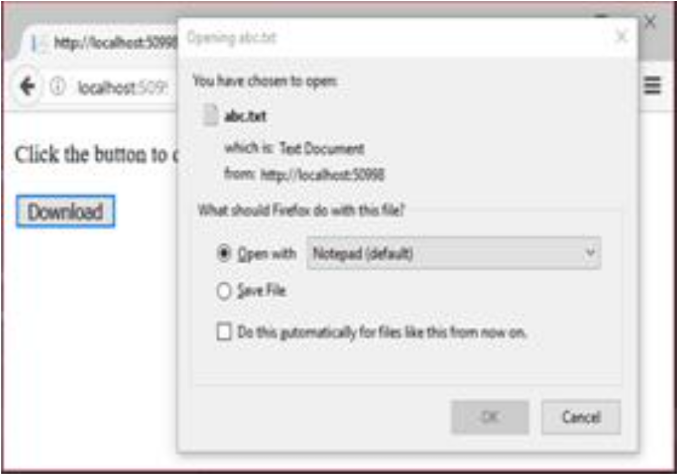 http://localhost:50998
localhost:509
Click the button to
Download
Opening abc.txt
You have chosen to open:
abc.txt
which is: Text Document
from: http://localhost:50998
What should Firefox do with this file?
Open with Notepad (default)
Save File
Do this automatically for files like this from now on.
OK
Cancel